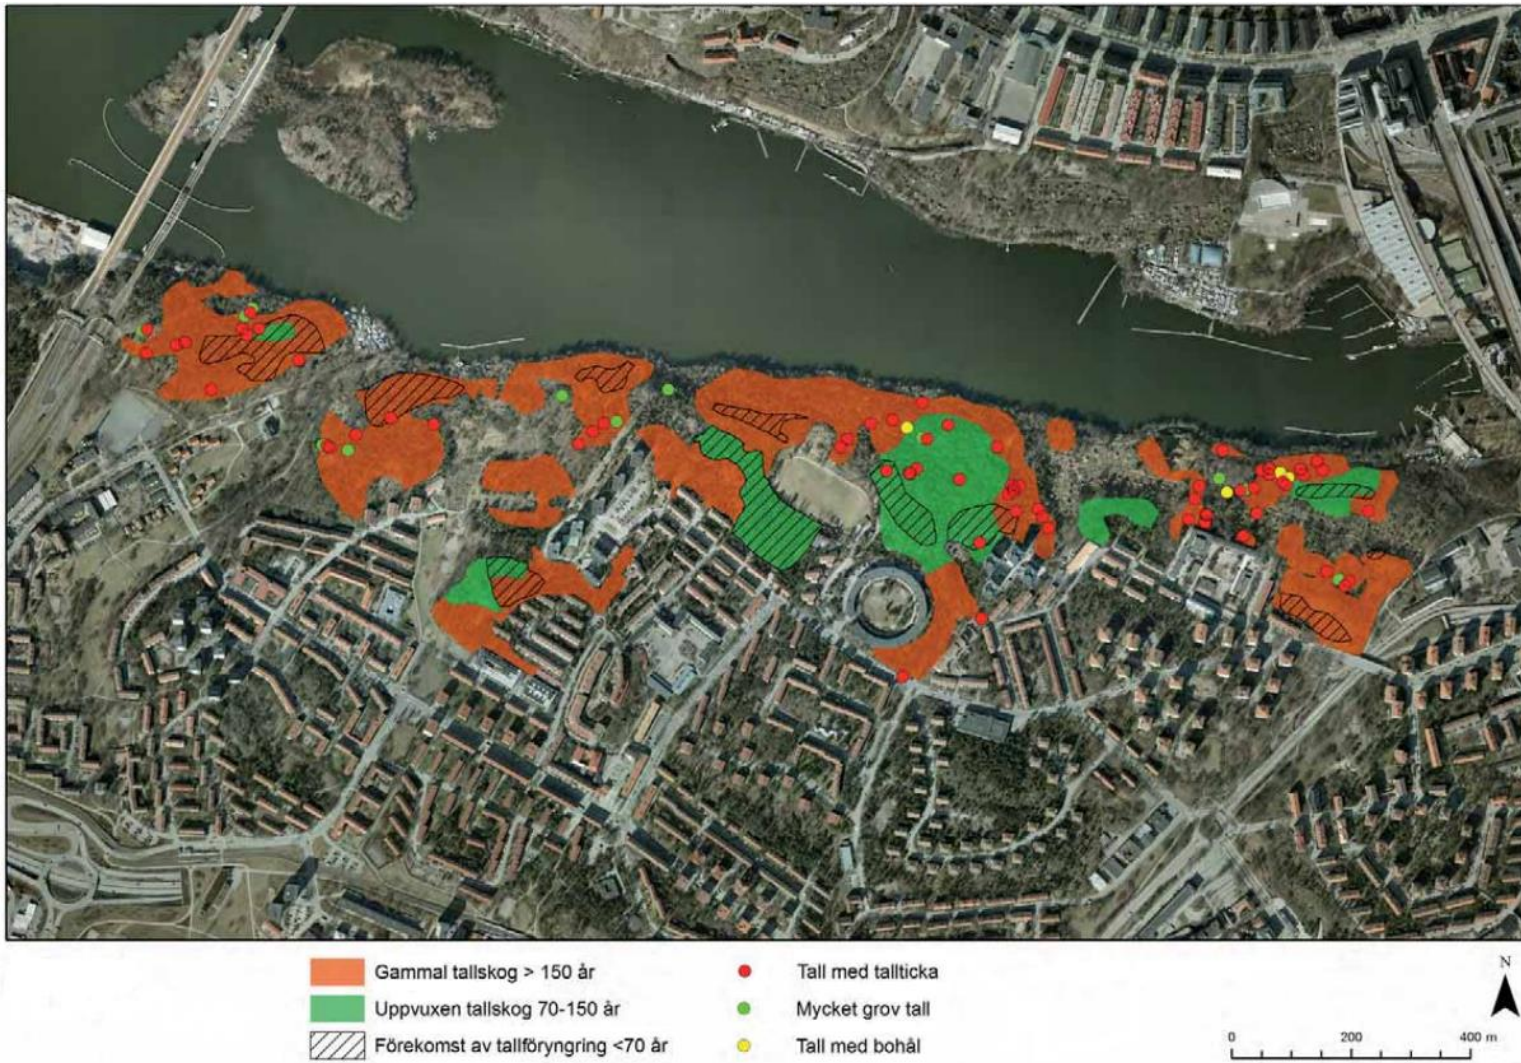 Gammal tallskog > 150 år
Uppvuxen tallskog 70-150 år
Förekomst av tallföryngring <70 år
Tall med tallticka
Mycket grov tall
Tall med bohål
N
0 200 400 m